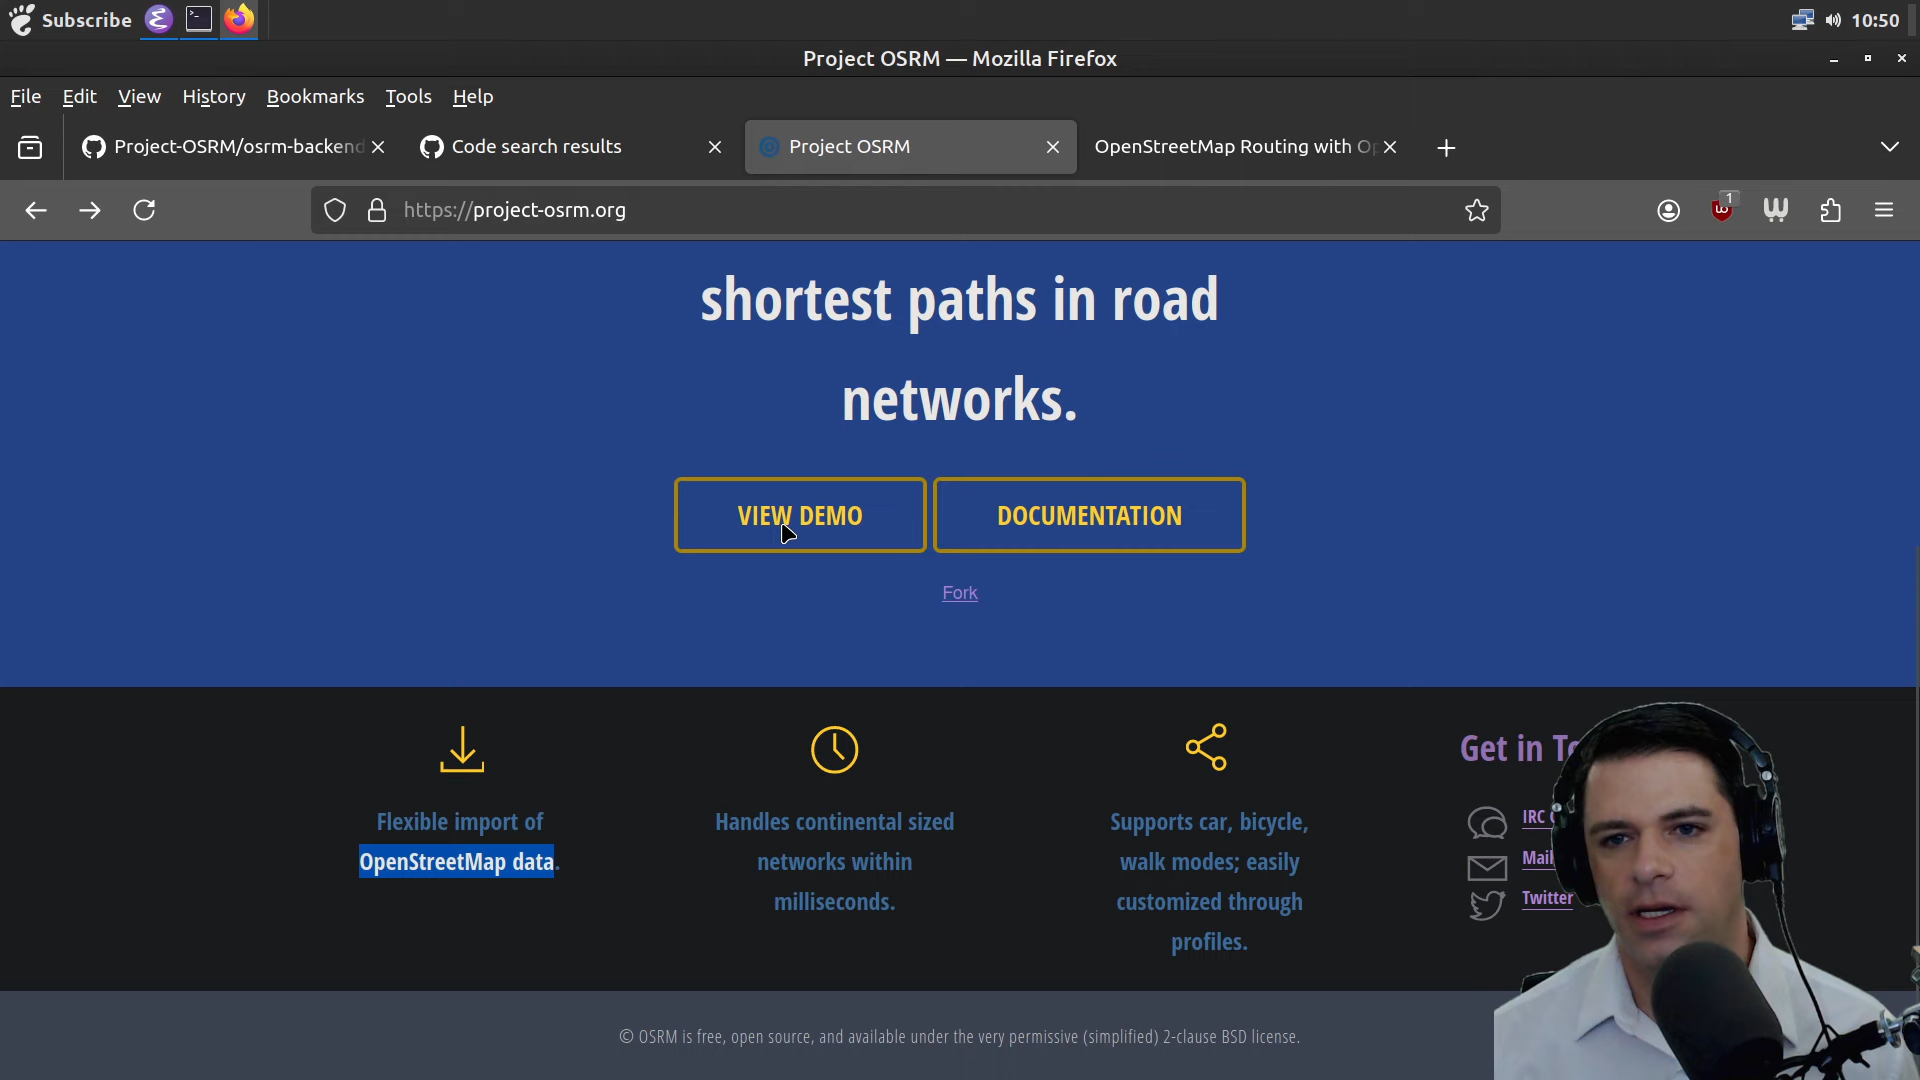 Subscribe
10:50
Project OSRM — Mozilla Firefox
File Edit View History Bookmarks Tools Help
Project-OSRM/osrm-backend
Code search results
Project OSRM
OpenStreetMap Routing with
https://project-osrm.org
1
shortest paths in road
networks.
VIEW DEMO
DOCUMENTATION
Fork
Flexible import of
OpenStreetMap data.
Handles continental sized
networks within
milliseconds.
Supports car, bicycle,
walk modes; easily
customized through
profiles.
Get in
IRC
Mail
Twitter
© OSRM is free, open source, and available under the very permissive (simplified) 2-clause BSD license.